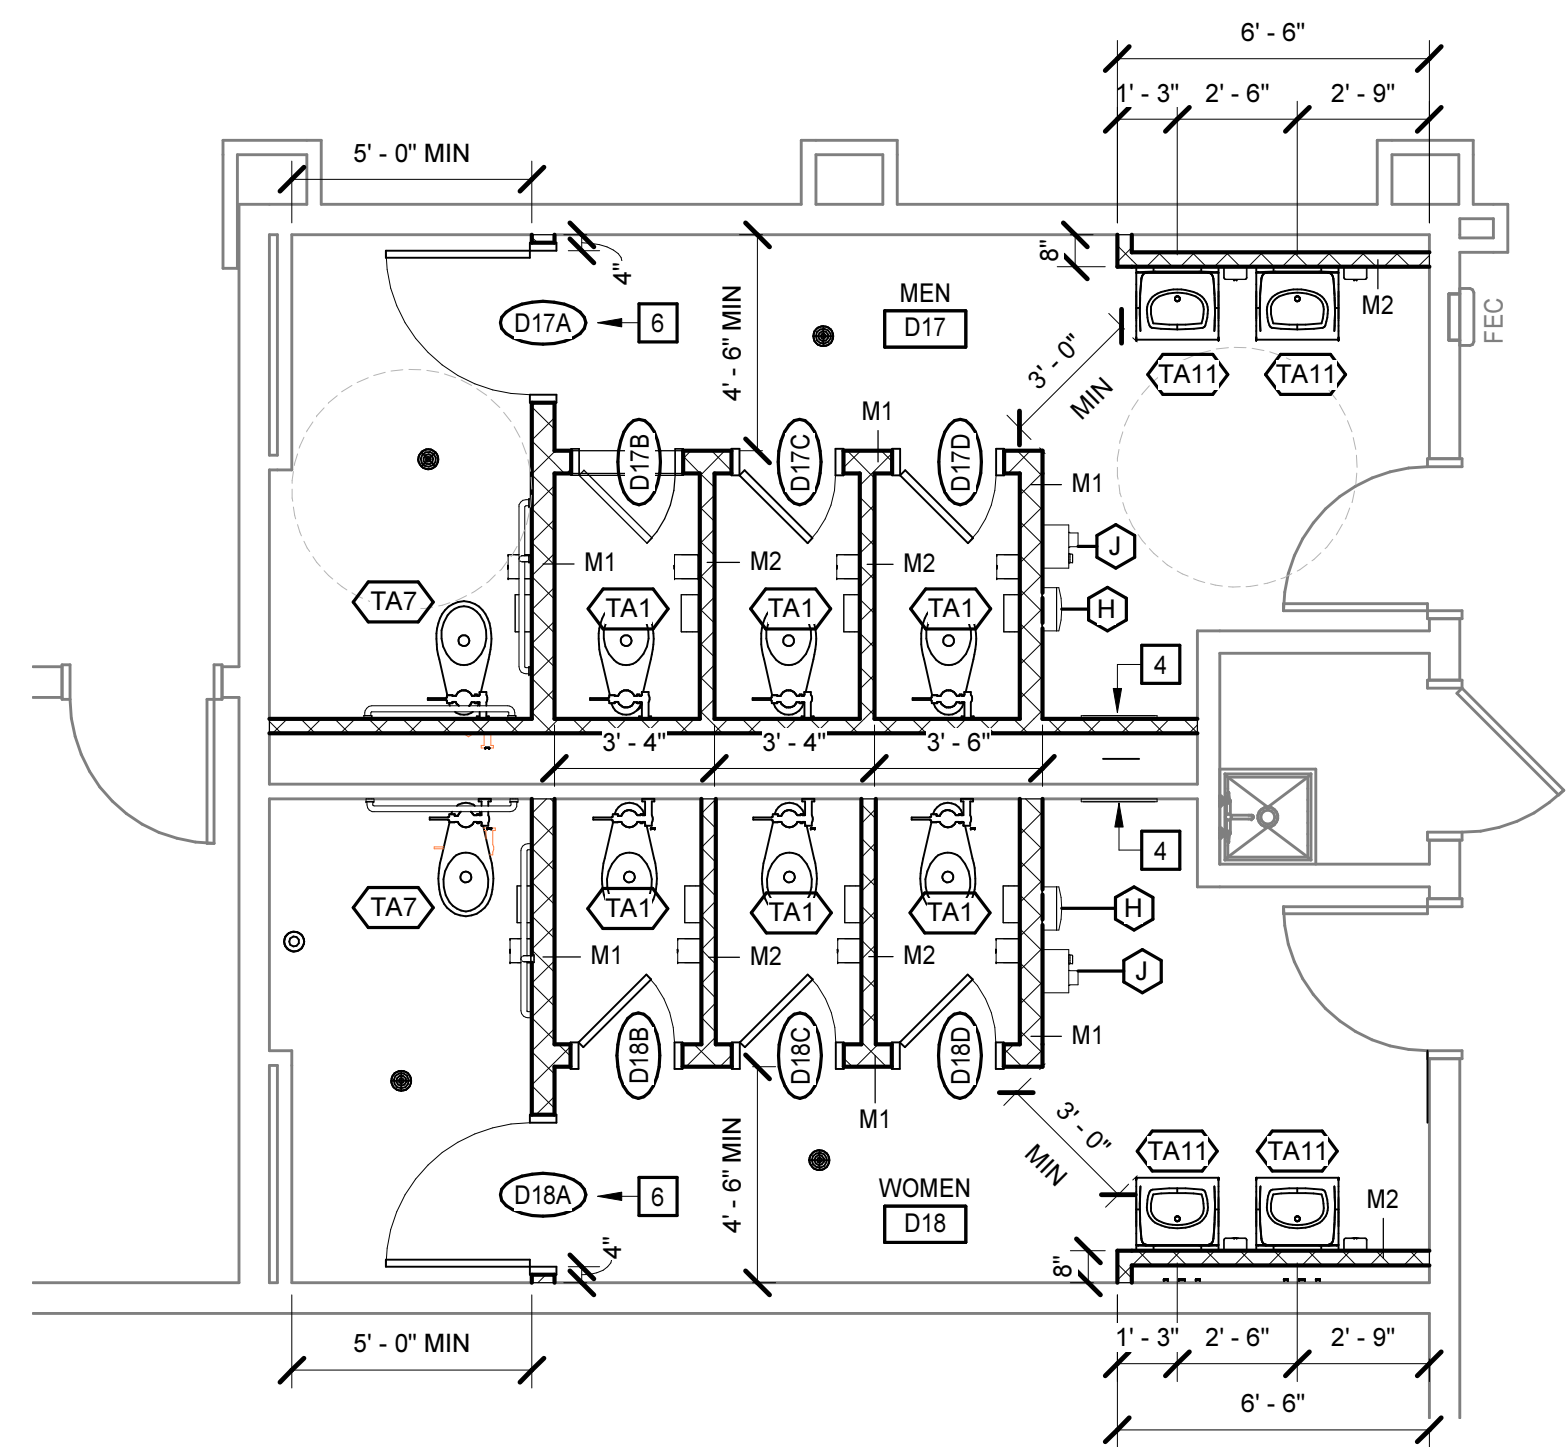 6' - 6"
1' - 3"
2' - 6"
2' - 9"
5' - 0" MIN
4"
8"
MEN
D17
D17A
6
4' - 6" MIN
M2
FEC
3' - 0"
MIN
TA11
TA11
M1
D17B
D17C
D17D
M1
J
M1
M2
M2
TA7
TA1
TA1
TA1
H
4
3' - 4"
3' - 4"
3' - 6"
4
TA7
TA1
TA1
TA1
H
M1
M2
M2
J
D18B
D18C
D18D
M1
M1
3' - 0"
MIN
TA11
TA11
D18A
6
4' - 6" MIN
WOMEN
D18
M2
4"
8"
5' - 0" MIN
1' - 3"
2' - 6"
2' - 9"
6' - 6"